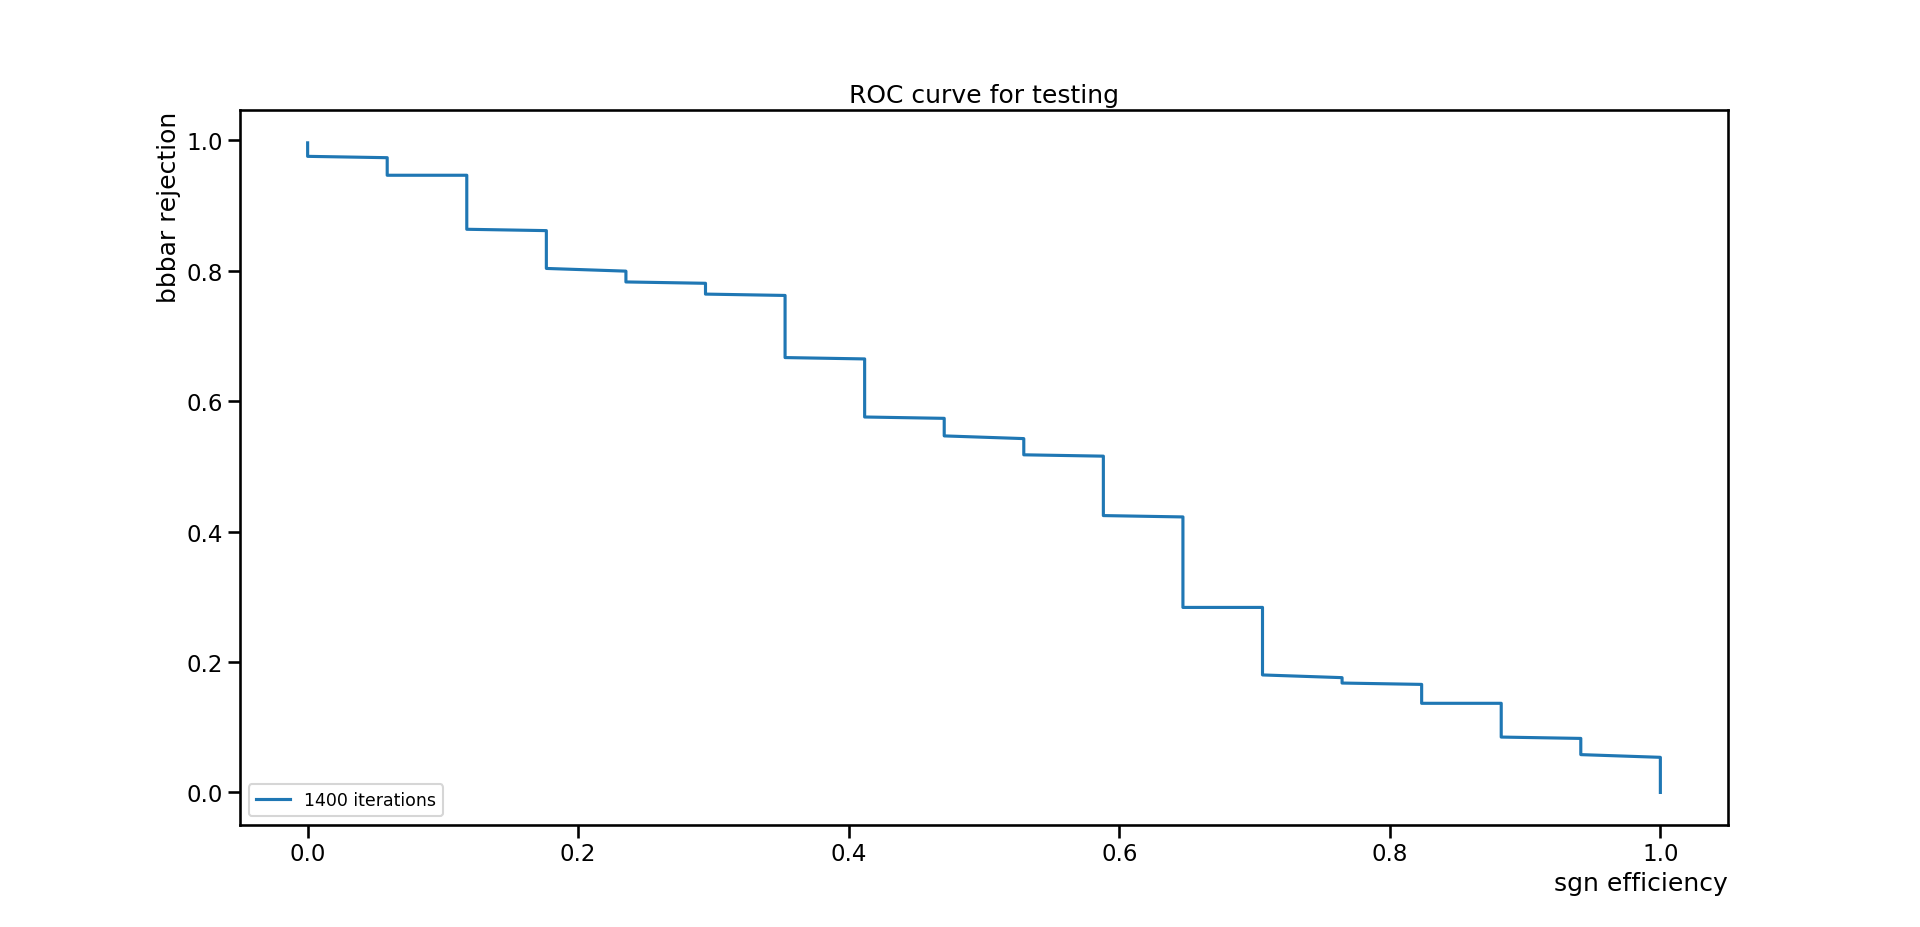 ROC curve for testing
bbbar rejection
1.0
0.8
0.6
0.4
0.2
0.0
1400 iterations
0.0 0.2 0.4 0.6 0.8 1.0
sgn efficiency